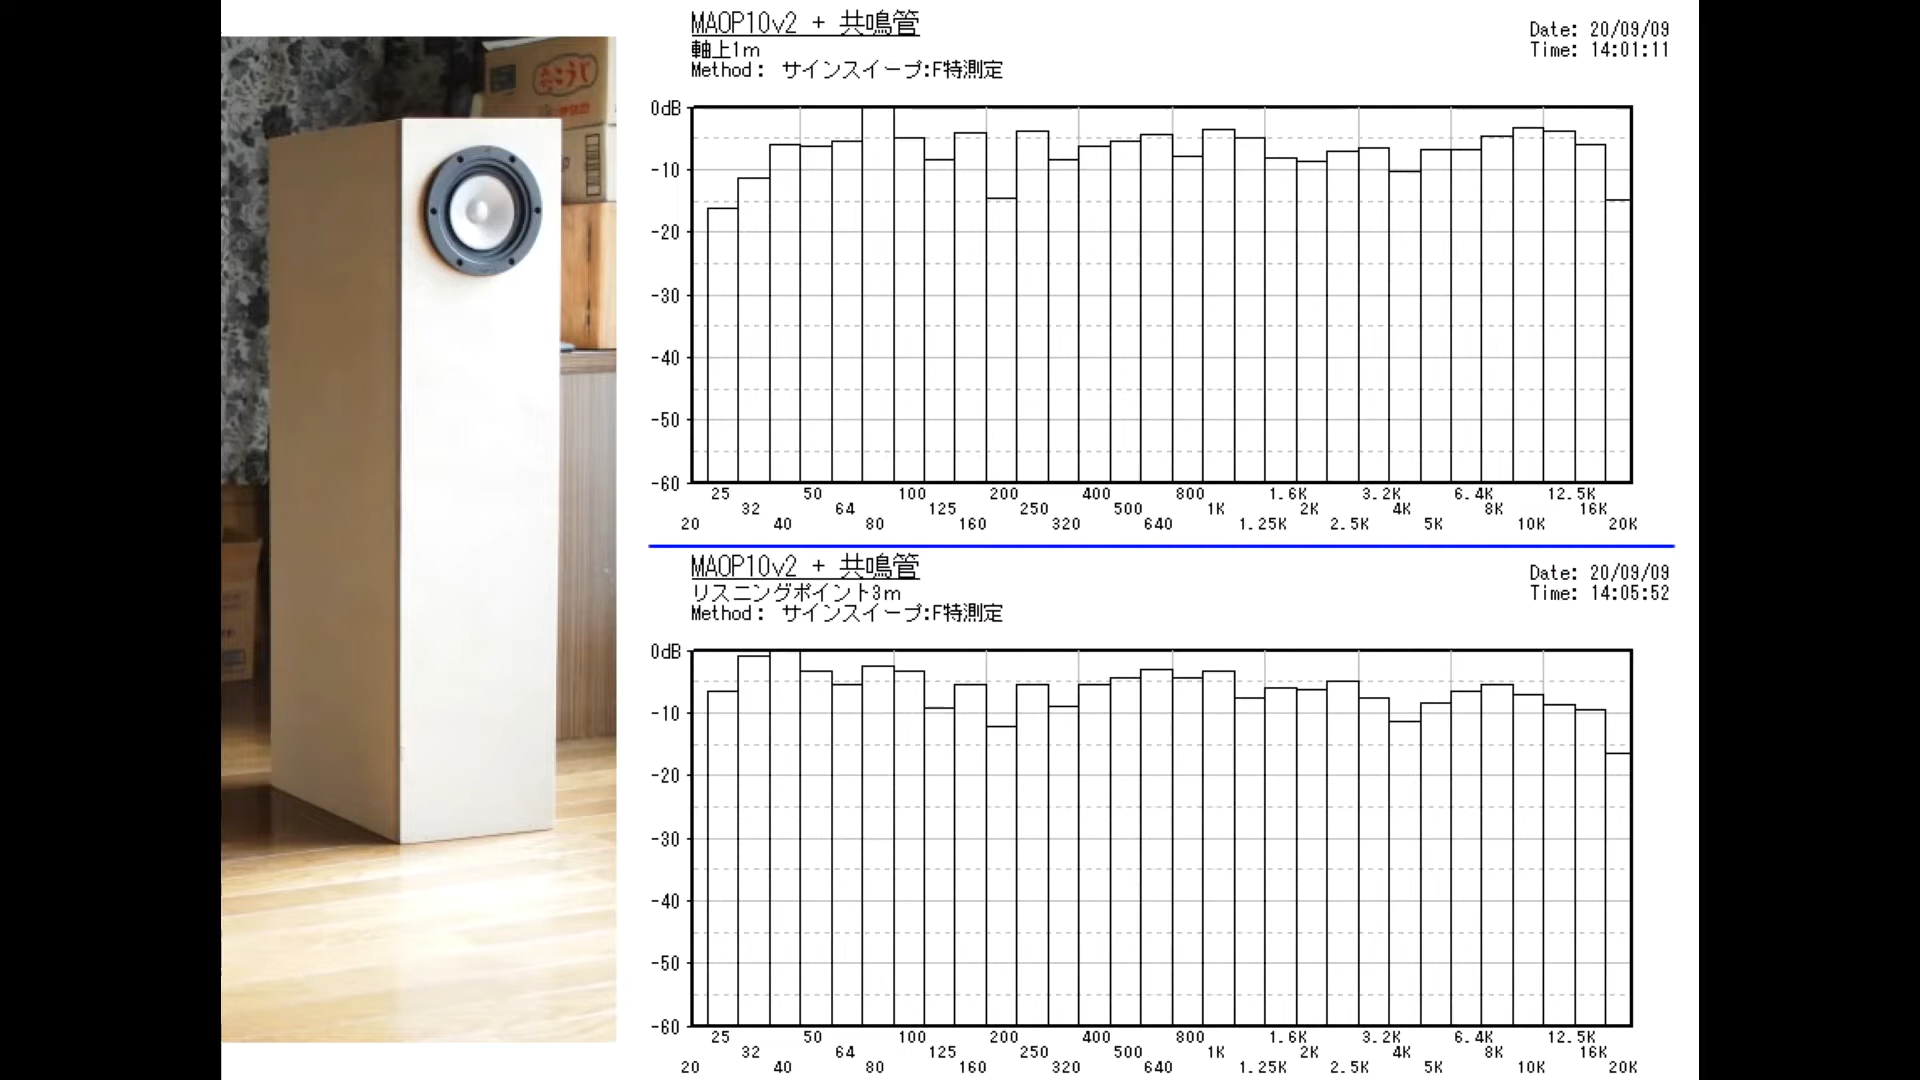 MAOP10v2 + 共鳴管
軸上1m
Method: サインスイープ:F特測定
Date: 20/09/09
Time: 14:01:11
0dB
-10
-20
-30
-40
-50
-60
25 50 100 200 400 800 1.6K 3.2K 6.4K 12.5K
32 64 125 250 500 1K 2K 4K 8K 16K
20 40 80 160 320 640 1.25K 2.5K 5K 10K 20K
MAOP10v2 + 共鳴管
リスニングポイント3m
Method: サインスイープ:F特測定
Date: 20/09/09
Time: 14:05:52
0dB
-10
-20
-30
-40
-50
-60
25 50 100 200 400 800 1.6K 3.2K 6.4K 12.5K
32 64 125 250 500 1K 2K 4K 8K 16K
20 40 80 160 320 640 1.25K 2.5K 5K 10K 20K